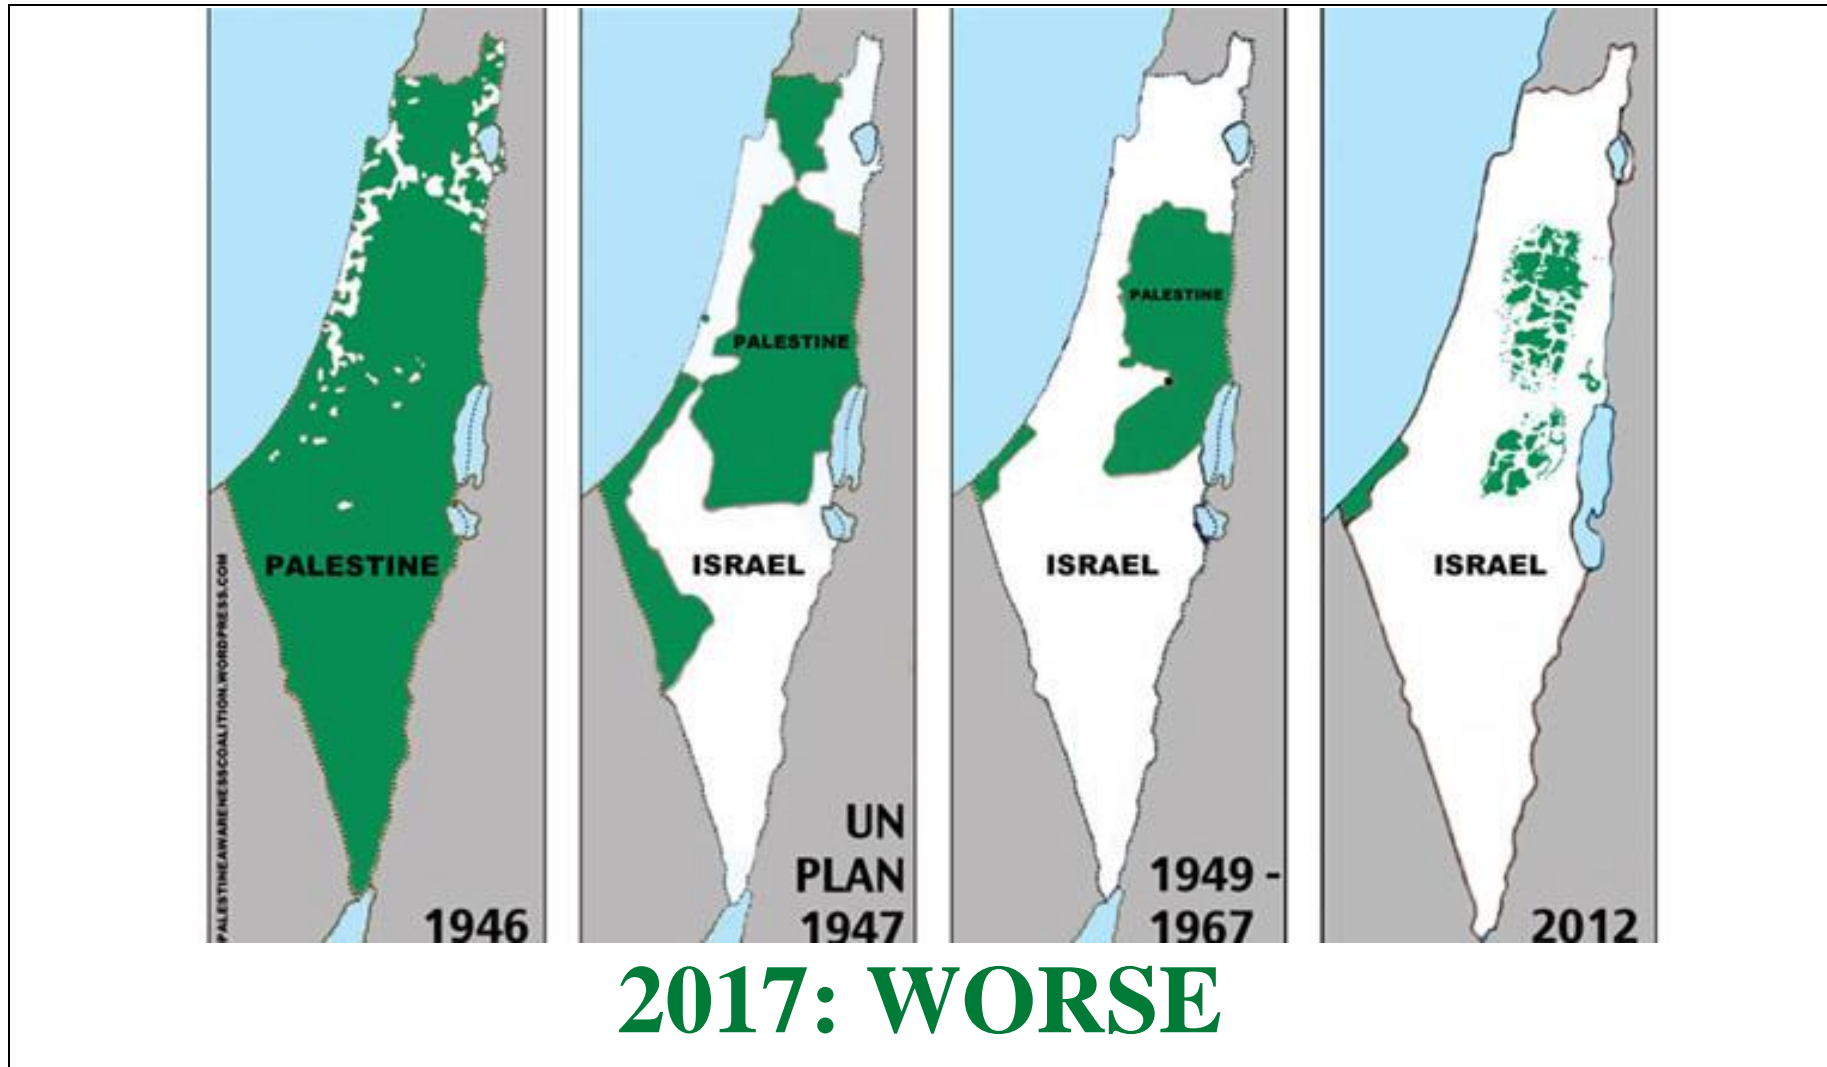 PALESTINEAWARENESSCOALITION.WORDPRESS.COM
PALESTINE
1946
PALESTINE
ISRAEL
UN
PLAN
1947
PALESTINE
ISRAEL
1949 -
1967
ISRAEL
2012
2017: WORSE